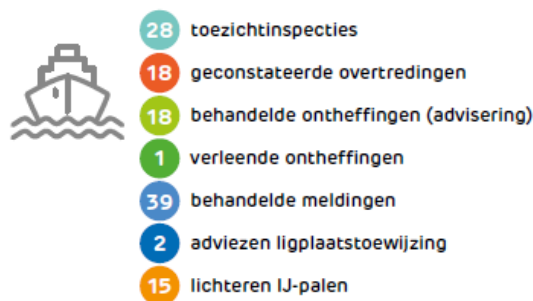 28 toezichtinspecties
18 geconstateerde overtredingen
18 behandelde ontheffingen (advisering)
1 verleende ontheffingen
39 behandelde meldingen
2 adviezen ligplaatstoewijzing
15 lichteren IJ-palen